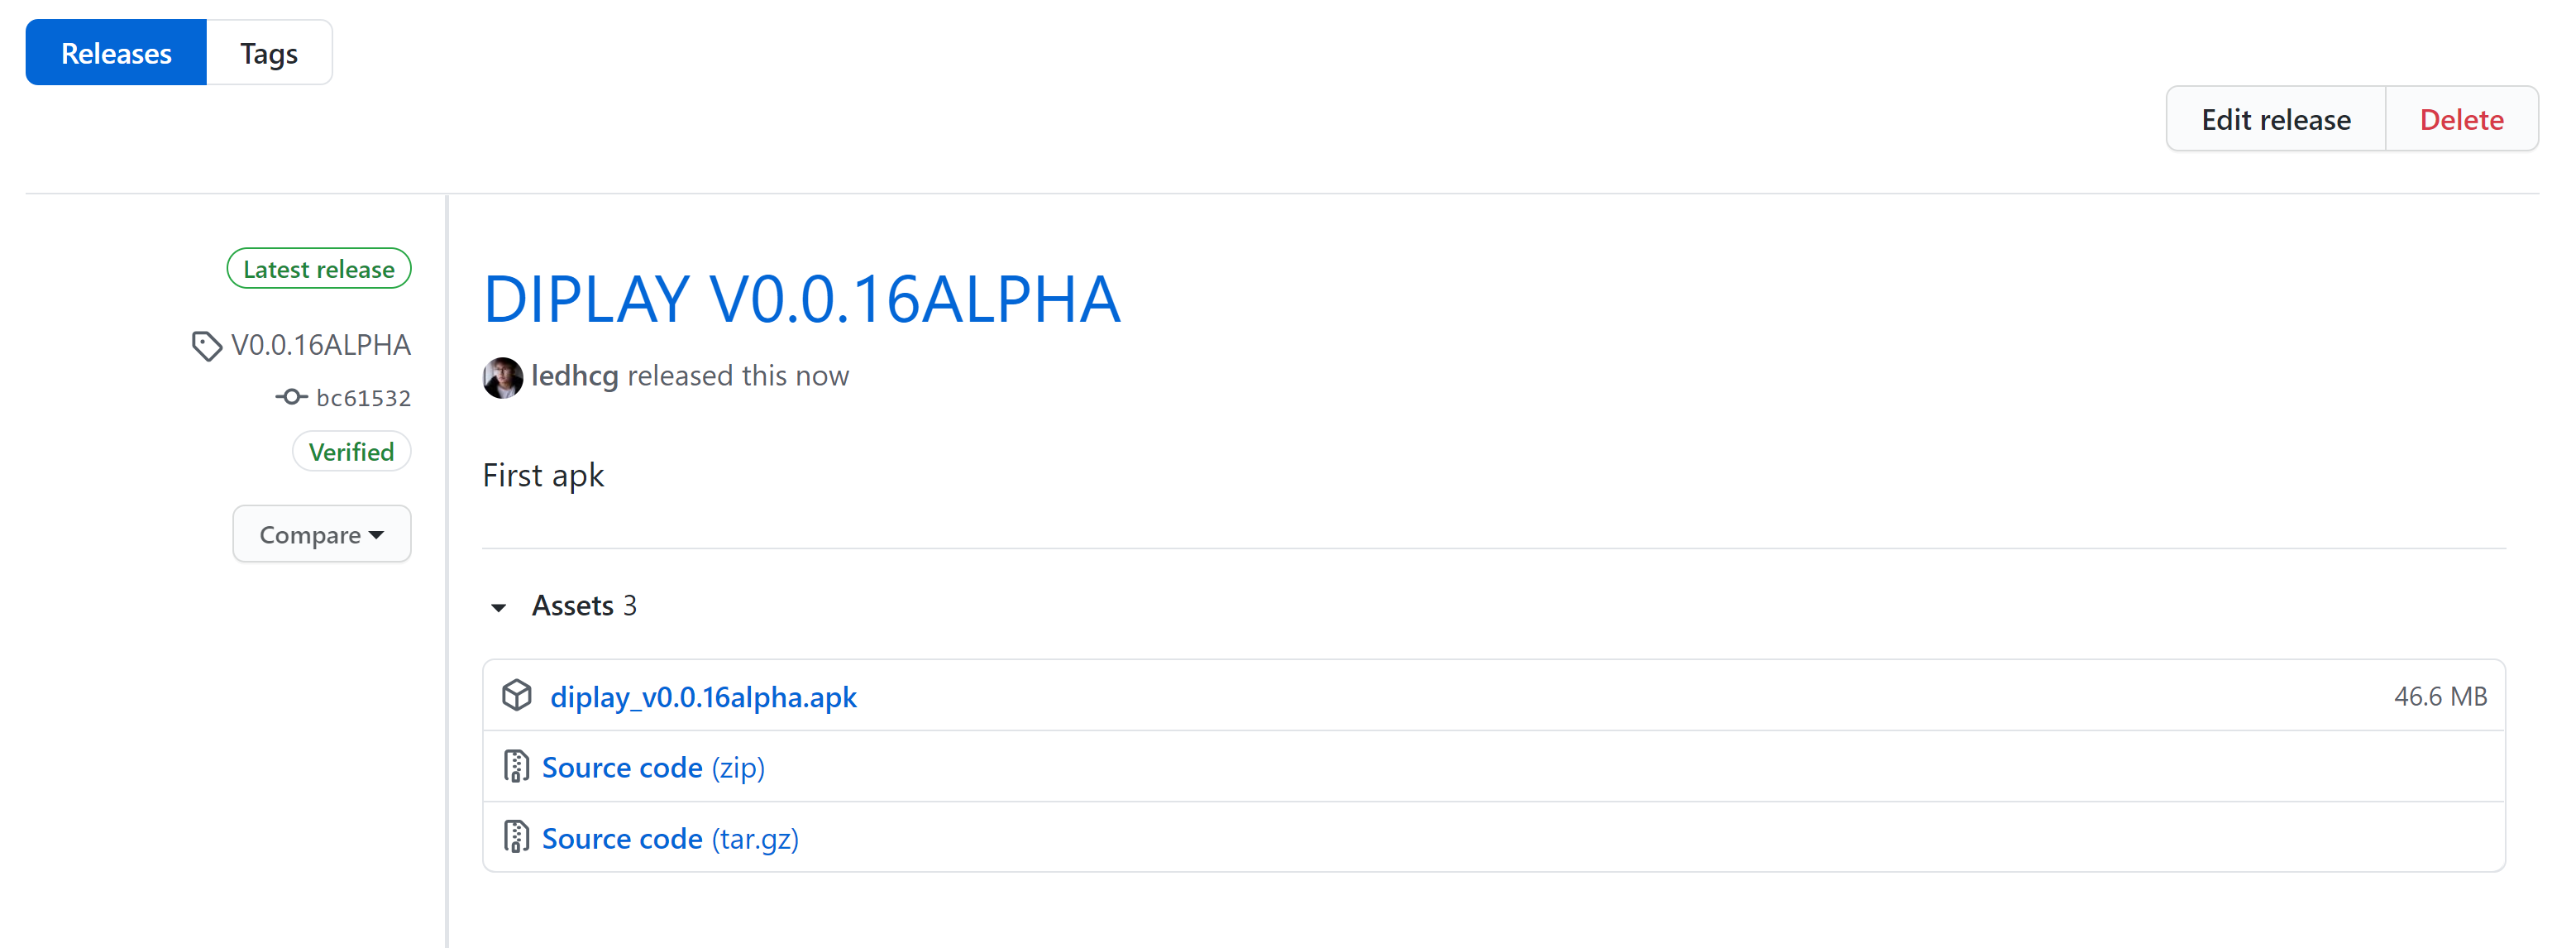 Releases Tags
Edit release Delete
Latest release
V0.0.16ALPHA
bc61532
Verified
Compare
DIPLAY V0.0.16ALPHA
ledhcg released this now
First apk
Assets 3
diplay_v0.0.16alpha.apk 46.6 MB
Source code (zip)
Source code (tar.gz)